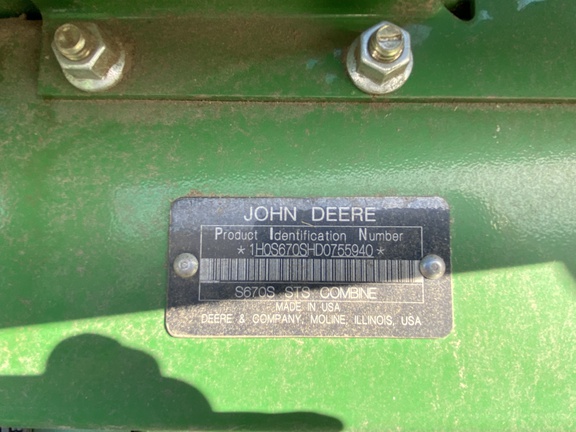 JOHN DEERE
Product Identification Number
*1H0S670SHD0755940*
S670S STS COMBINE
MADE IN USA
DEERE & COMPANY, MOLINE, ILLINOIS, USA